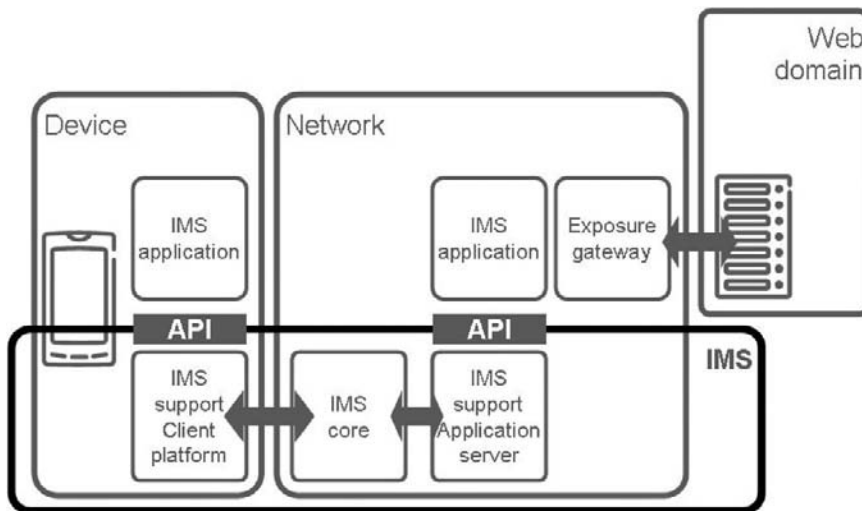 Web
domain
Device
Network
IMS
application
IMS
application
Exposure
gateway
API
API
IMS
IMS
support
Client
platform
IMS
core
IMS
support
Application
server